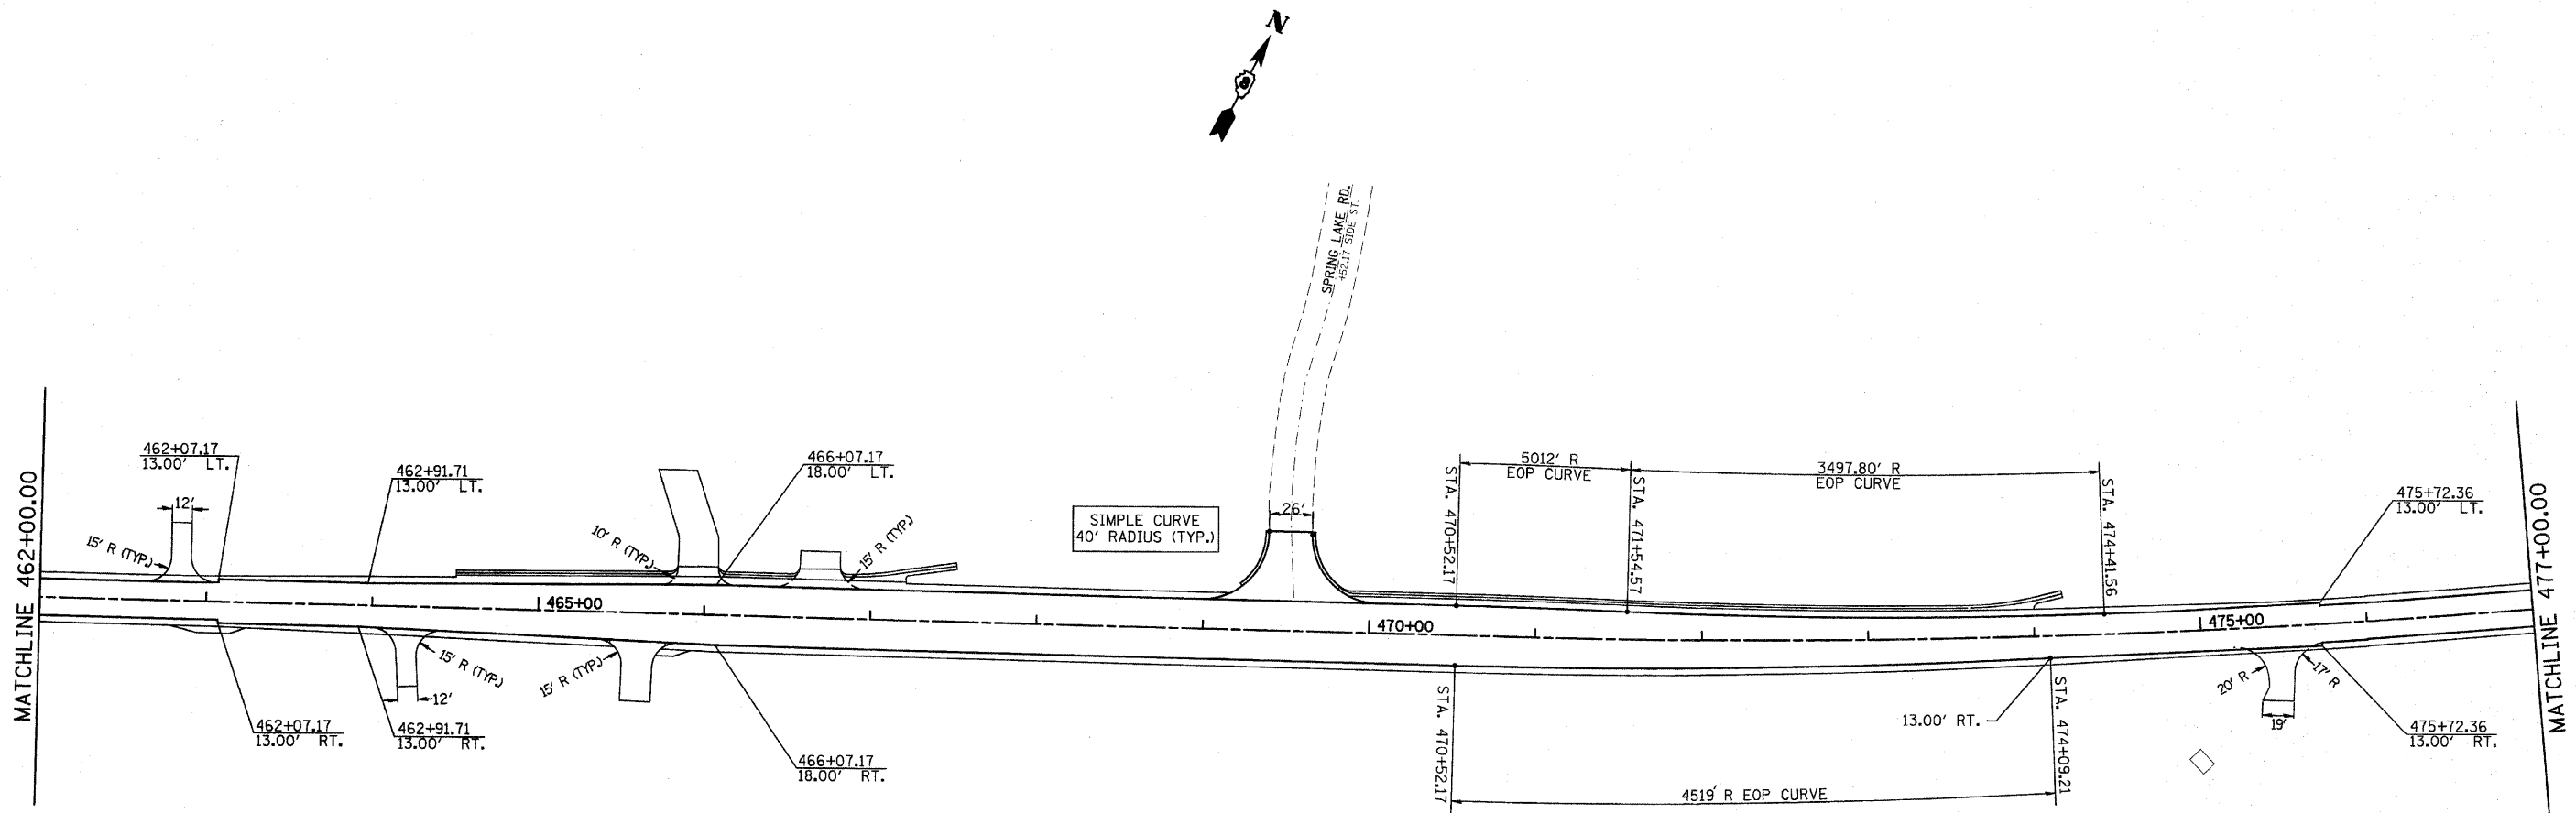 N
8
SPRING LAKE RD.
+52.17 SIDE ST.
MATCHLINE 462+00.00
462+07.17
13.00' LT.
12'
15' R (TYP.)
462+91.71
13.00' LT.
10' R (TYP.)
466+07.17
18.00' LT.
15' R (TYP.)
SIMPLE CURVE
40' RADIUS (TYP.)
26'
STA. 470+52.17
5012' R
EOP CURVE
STA. 471+54.57
3497.80' R
EOP CURVE
STA. 474+41.56
475+72.36
13.00' LT.
MATCHLINE 477+00.00
465+00
470+00
475+00
462+07.17
13.00' RT.
462+91.71
13.00' RT.
15' R (TYP.)
12'
15' R (TYP.)
466+07.17
18.00' RT.
STA. 470+52.17
4519' R EOP CURVE
13.00' RT.
STA. 474+09.21
20' R
17' R
19'
475+72.36
13.00' RT.